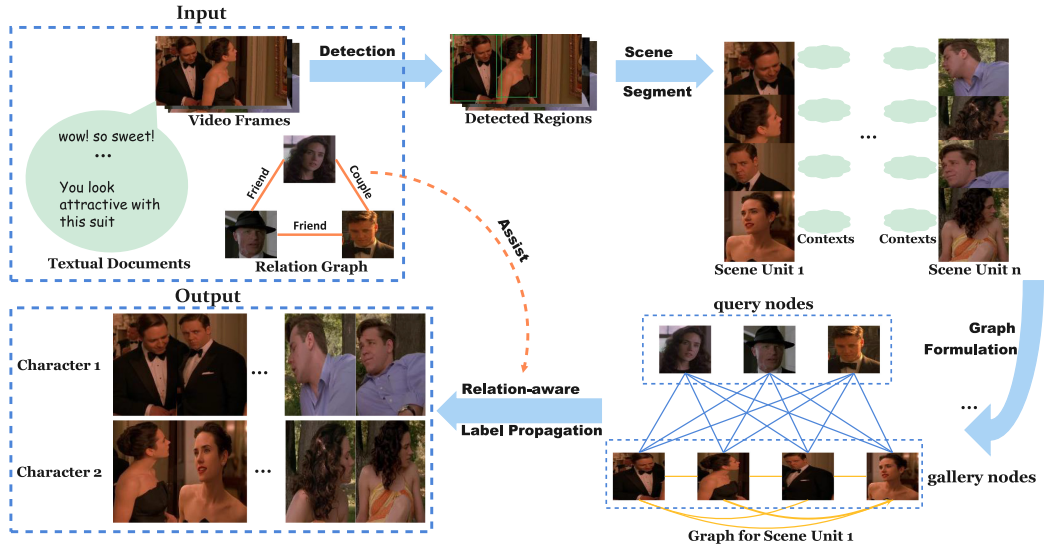 Input
wow! so sweet!
...
You look
attractive with
this suit
Textual Documents
Video Frames
Friend
Couple
Friend
Relation Graph
Detection
Detected Regions
Scene
Segment
...
Contexts
Contexts
Scene Unit 1
Scene Unit n
Assist
Graph
Formulation
...
query nodes
gallery nodes
Graph for Scene Unit 1
Relation-aware
Label Propagation
Output
Character 1
...
Character 2
...